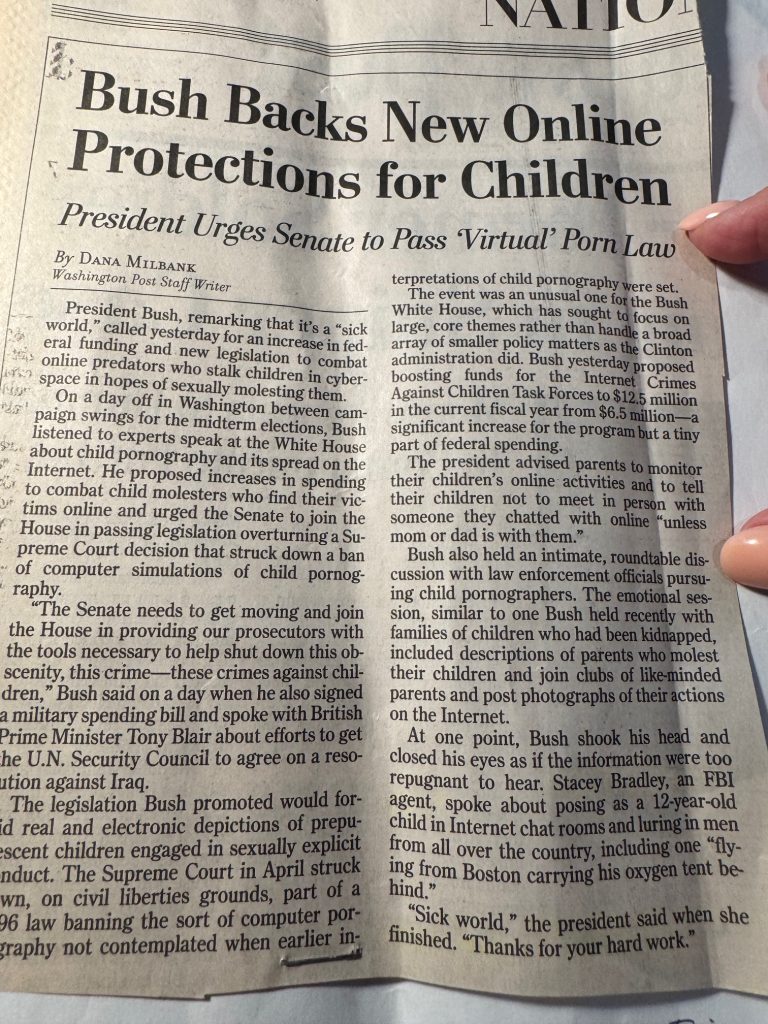 Bush Backs New Online
Protections for Children
President Urges Senate to Pass ‘Virtual’ Porn Law
By DANA MILBANK
Washington Post Staff Writer
President Bush, remarking that it's a “sick
world,” called yesterday for an increase in fed-
eral funding and new legislation to combat
online predators who stalk children in cyber-
space in hopes of sexually molesting them.
On a day off in Washington between cam-
paign swings for the midterm elections, Bush
listened to experts speak at the White House
about child pornography and its spread on the
Internet. He proposed increases in spending
to combat child molesters who find their vic-
tims online and urged the Senate to join the
House in passing legislation overturning a Su-
preme Court decision that struck down a ban
of computer simulations of child pornog-
raphy.
“The Senate needs to get moving and join
the House in providing our prosecutors with
the tools necessary to help shut down this ob-
scenity, this crime—these crimes against chil-
dren,” Bush said on a day when he also signed
a military spending bill and spoke with British
Prime Minister Tony Blair about efforts to get
the U.N. Security Council to agree on a reso-
ution against Iraq.
The legislation Bush promoted would for-
id real and electronic depictions of prepu-
escent children engaged in sexually explicit
nduct. The Supreme Court in April struck
wn, on civil liberties grounds, part of a
96 law banning the sort of computer por-
graphy not contemplated when earlier in-
terpretations of child pornography were set.
The event was an unusual one for the Bush
White House, which has sought to focus on
large, core themes rather than handle a broad
array of smaller policy matters as the Clinton
administration did. Bush yesterday proposed
boosting funds for the Internet Crimes
Against Children Task Forces to $12.5 million
in the current fiscal year from $6.5 million—a
significant increase for the program but a tiny
part of federal spending.
The president advised parents to monitor
their children's online activities and to tell
their children not to meet in person with
someone they chatted with online “unless
mom or dad is with them.”
Bush also held an intimate, roundtable dis-
cussion with law enforcement officials pursu-
ing child pornographers. The emotional ses-
sion, similar to one Bush held recently with
families of children who had been kidnapped,
included descriptions of parents who molest
their children and join clubs of like-minded
parents and post photographs of their actions
on the Internet.
At one point, Bush shook his head and
closed his eyes as if the information were too
repugnant to hear. Stacey Bradley, an FBI
agent, spoke about posing as a 12-year-old
child in Internet chat rooms and luring in men
from all over the country, including one “fly-
ing from Boston carrying his oxygen tent be-
hind.”
“Sick world,” the president said when she
finished. “Thanks for your hard work.”